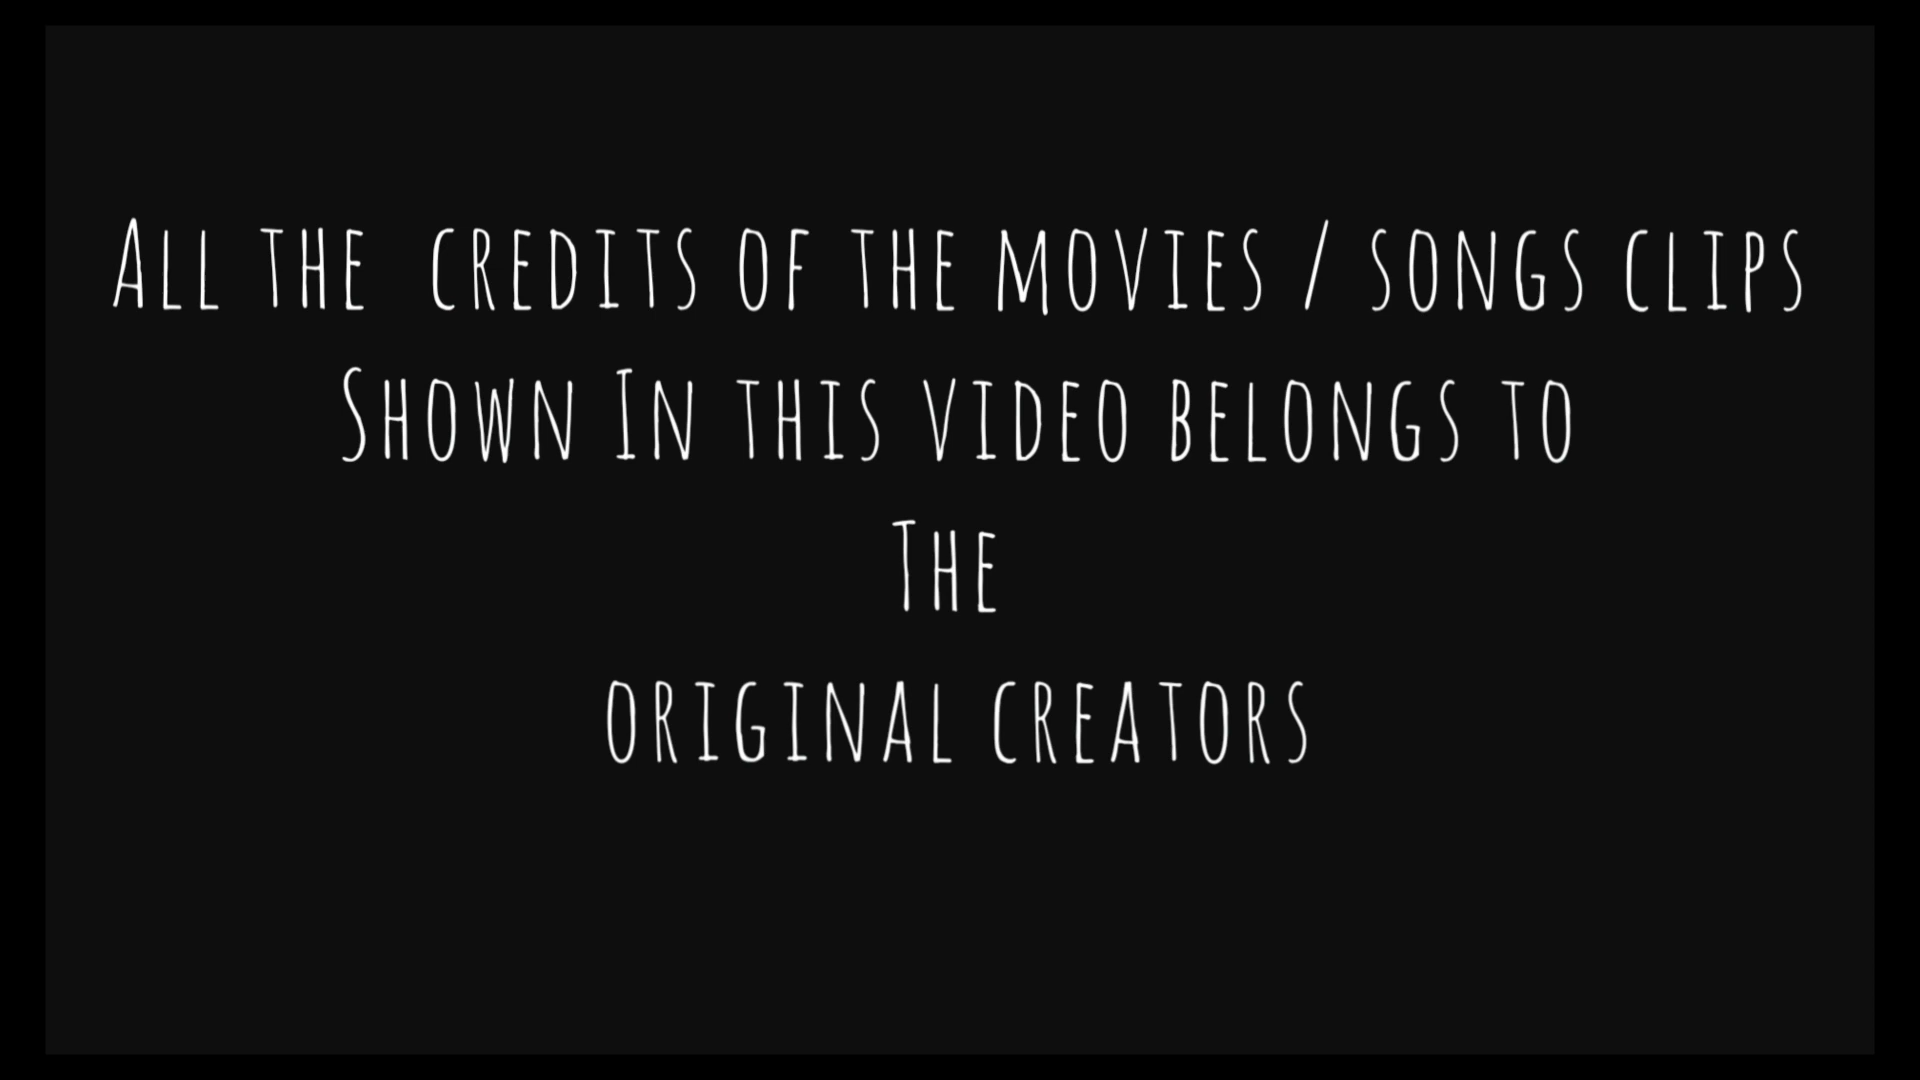 All the credits of the movies / songs clips
Shown In this video belongs to
The
original creators